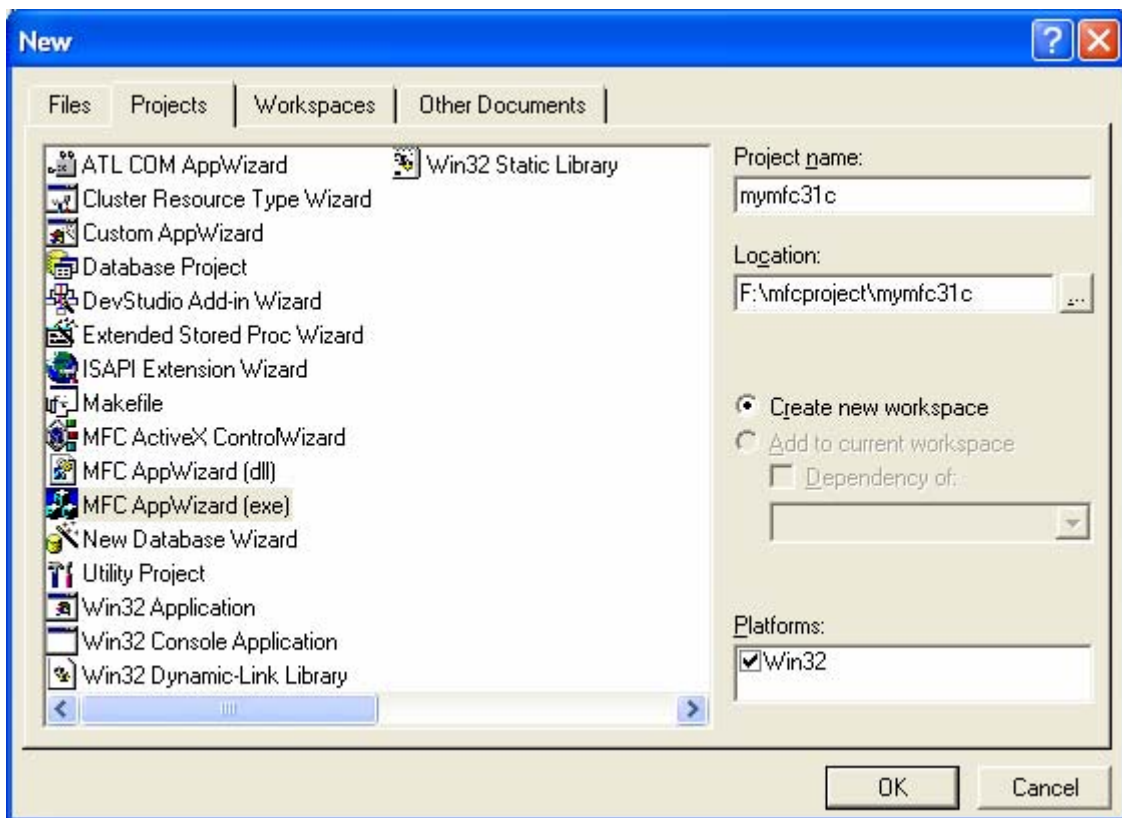 New
Files
Projects
Workspaces
Other Documents
ATL COM AppWizard
Cluster Resource Type Wizard
Custom AppWizard
Database Project
DevStudio Add-in Wizard
Extended Stored Proc Wizard
ISAPI Extension Wizard
Makefile
MFC ActiveX ControlWizard
MFC AppWizard (dll)
MFC AppWizard (exe)
New Database Wizard
Utility Project
Win32 Application
Win32 Console Application
Win32 Dynamic-Link Library
Win32 Static Library
Project name:
mymfc31c
Location:
F:\mfcproject\mymfc31c
...
Create new workspace
Add to current workspace
Dependency of:
Platforms:
Win32
OK
Cancel